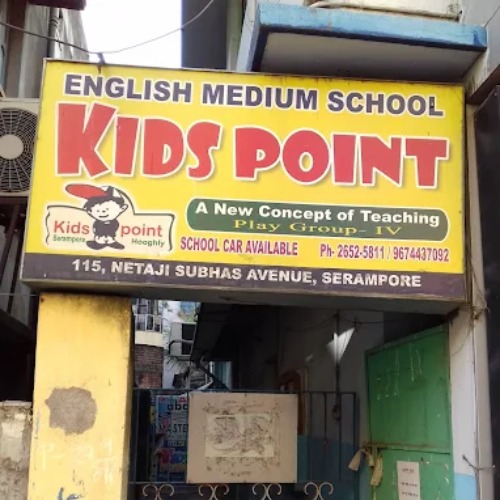 ENGLISH MEDIUM SCHOOL
KIDS POINT
Kids point
Serampore Hooghly
A New Concept of Teaching
Play Group- IV
SCHOOL CAR AVAILABLE Ph- 2652-5811 / 9674437092
115, NETAJI SUBHAS AVENUE, SERAMPORE
abc